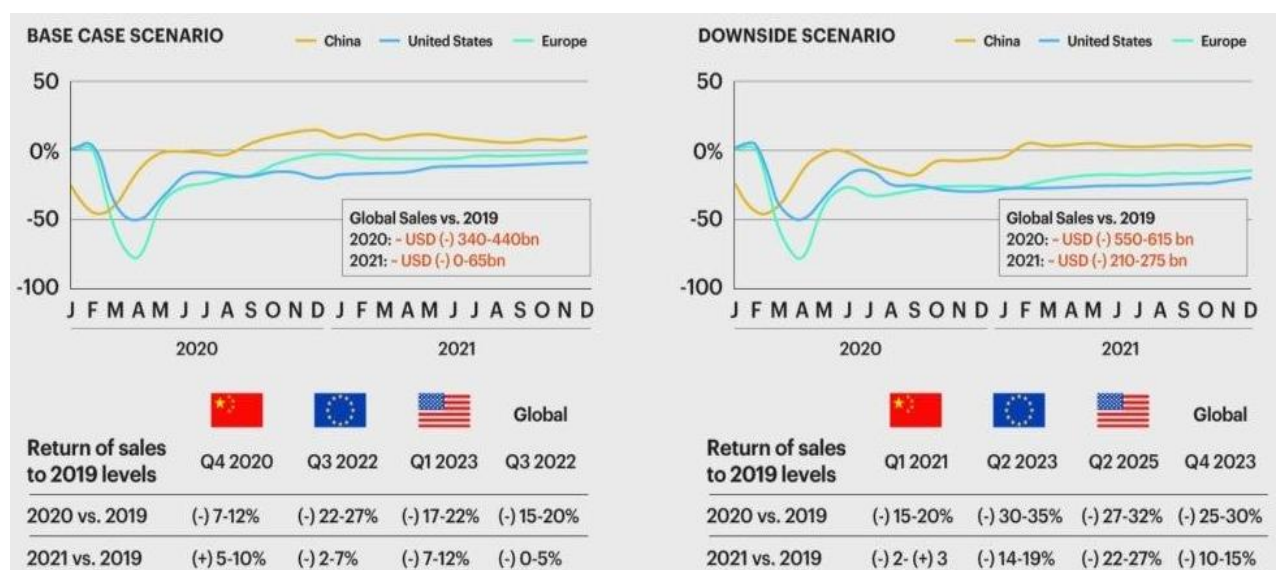 BASE CASE SCENARIO
China United States Europe
50
0%
-50
-100
Global Sales vs. 2019
2020: ~ USD (-) 340-440bn
2021: ~ USD (-) 0-65bn
J F M A M J J A S O N D J F M A M J J A S O N D
2020 2021
Global
Return of sales
to 2019 levels
Q4 2020 Q3 2022 Q1 2023 Q3 2022
2020 vs. 2019 (-) 7-12% (-) 22-27% (-) 17-22% (-) 15-20%
2021 vs. 2019 (+) 5-10% (-) 2-7% (-) 7-12% (-) 0-5%
DOWNSIDE SCENARIO
China United States Europe
50
0%
-50
-100
Global Sales vs. 2019
2020: ~ USD (-) 550-615 bn
2021: ~ USD (-) 210-275 bn
J F M A M J J A S O N D J F M A M J J A S O N D
2020 2021
Global
Return of sales
to 2019 levels
Q1 2021 Q2 2023 Q2 2025 Q4 2023
2020 vs. 2019 (-) 15-20% (-) 30-35% (-) 27-32% (-) 25-30%
2021 vs. 2019 (-) 2- (+) 3 (-) 14-19% (-) 22-27% (-) 10-15%